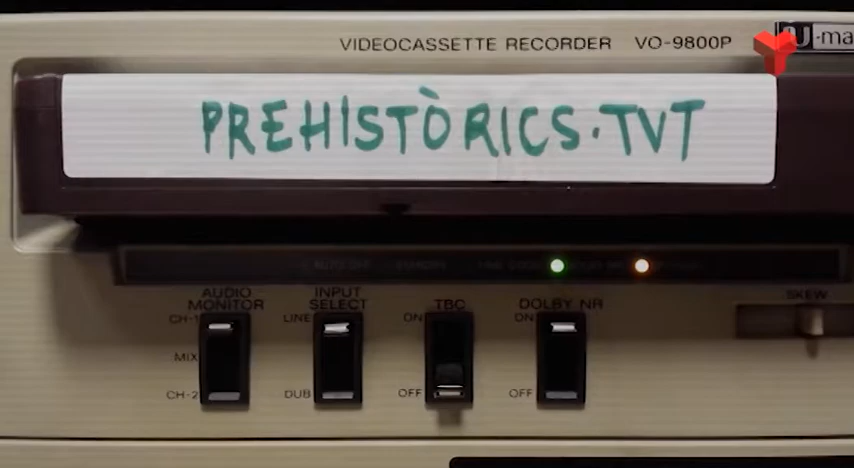 VIDEOCASSETTE RECORDER VO-9800P U-ma
PREHISTÒRICS·TVT
AUDIO MONITOR
INPUT SELECT
TBC
DOLBY NR
SKEW
CH-1
LINE
ON
ON
MIX
CH-2
DUB
OFF
OFF